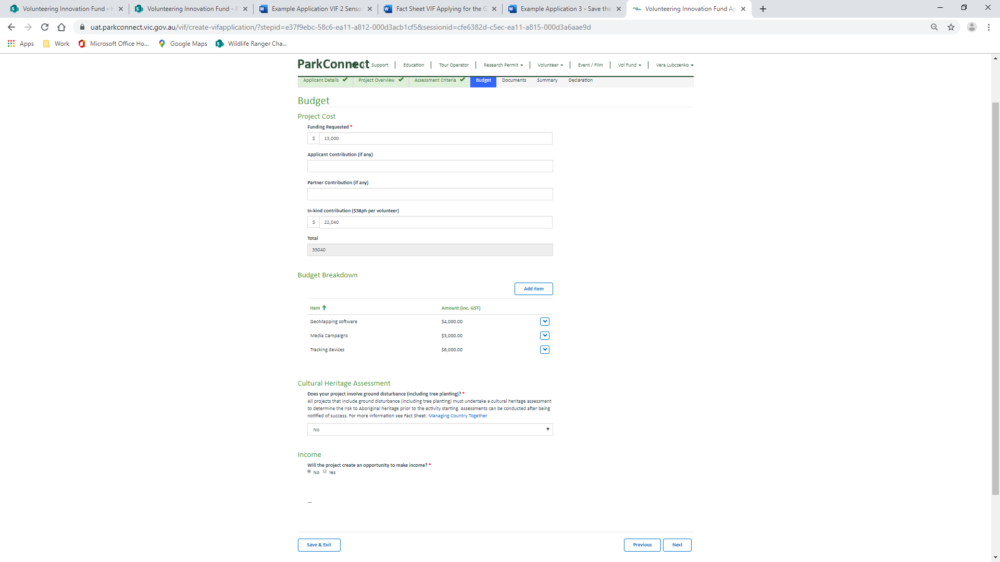 Volunteering Innovation Fund - H
Volunteering Innovation Fund - P
Example Application VIF 2 Senso
Fact Sheet VIF Applying for the G
Example Application 3 - Save the
Volunteering Innovation Fund Ap
uat.parkconnect.vic.gov.au/vif/create-vifapplication/?stepid=e37f9ebc-58c6-ea11-a812-000d3acb1cf5&sessionid=cfe6382d-c5ec-ea11-a815-000d3a6aae9d
Apps
Work
Microsoft Office Ho...
Google Maps
Wildlife Ranger Cha...
ParkConnect
Support
Education
Tour Operator
Research Permit
Volunteer
Event / Film
Vol Fund
Vera Lubczenko
Applicant Details
Project Overview
Assessment Criteria
Budget
Documents
Summary
Declaration
Budget
Project Cost
Funding Requested *
$ 13,000
Applicant Contribution (if any)
Partner Contribution (if any)
In-kind contribution ($38ph per volunteer)
$ 22,040
Total
35040
Budget Breakdown
Add item
Item Amount (inc. GST)
GeoMapping software $4,000.00
Media Campaigns $3,000.00
Tracking devices $6,000.00
Cultural Heritage Assessment
Does your project involve ground disturbance (including tree planting)? *
All projects that include ground disturbance (including tree planting) must undertake a cultural heritage assessment
to determine the risk to Aboriginal heritage prior to the activity starting. Assessments can be conducted after being
notified of success. For more information see Fact Sheet: Managing Country Together
No
Income
Will the project create an opportunity to make income? *
No Yes
—
Save & Exit
Previous
Next